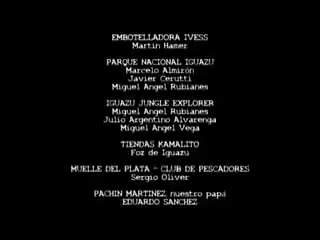 EMBOTELLADORA IVESS
Martin Hamer
PARQUE NACIONAL IGUAZU
Marcelo Almirón
Javier Cerutti
Miguel Angel Rubianes
IGUAZU JUNGLE EXPLORER
Miguel Angel Rubianes
Julio Argentino Alvarenga
Miguel Angel Vega
TIENDAS KAMALITO
Foz de Iguazu
MUELLE DEL PLATA - CLUB DE PESCADORES
Sergio Oliver
PACHIN MARTINEZ nuestro papá
EDUARDO SANCHEZ